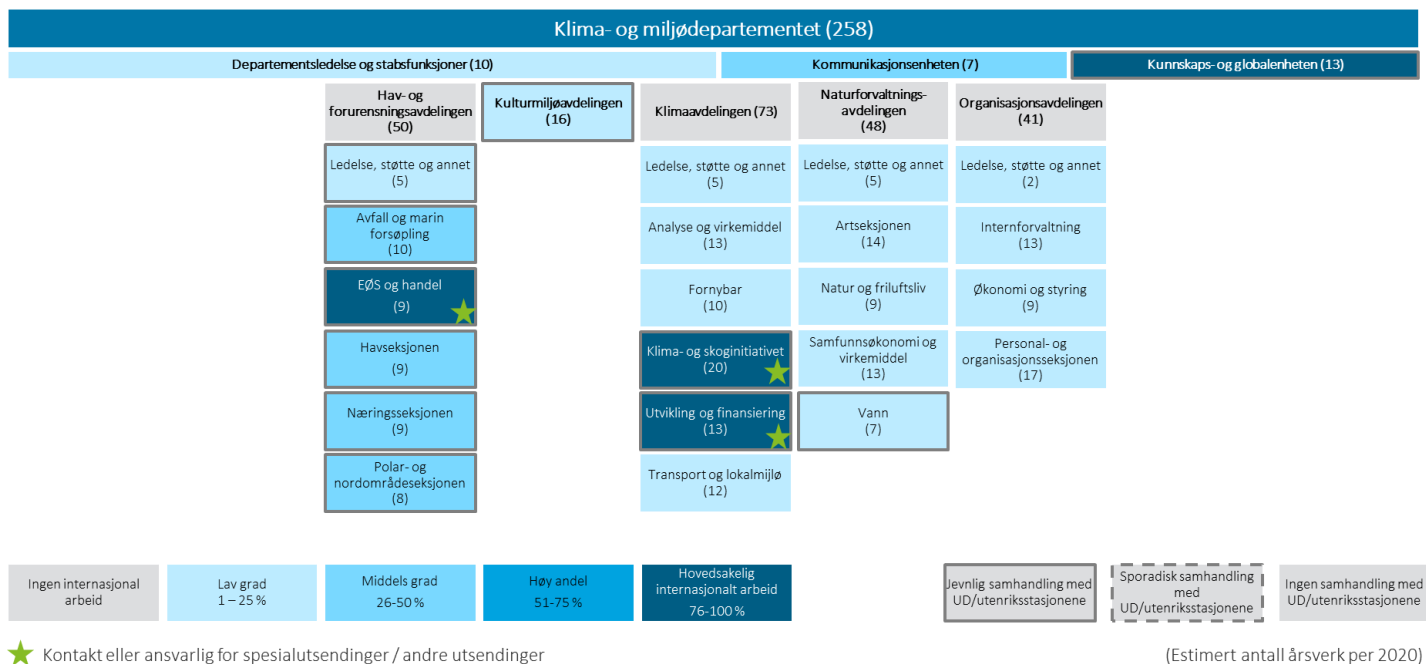 Klima- og miljødepartementet (258)
Departementsledelse og stabsfunksjoner (10)
Kommunikasjonsenheten (7)
Kunnskaps- og globalenheten (13)
Hav- og
forurensningsavdelingen
(50)
Kulturmiljøavdelingen
(16)
Klimaavdelingen (73)
Naturforvaltnings-
avdelingen
(48)
Organisasjonsavdelingen
(41)
Ledelse, støtte og annet
(5)
Avfall og marin
forsøpling
(10)
EØS og handel
(9)
Havseksjonen
(9)
Næringsseksjonen
(9)
Polar- og
nordområdeseksjonen
(8)
Ledelse, støtte og annet
(5)
Analyse og virkemiddel
(13)
Fornybar
(10)
Klima- og skoginitiativet
(20)
Utvikling og finansiering
(13)
Transport og lokalmijlø
(12)
Ledelse, støtte og annet
(5)
Artseksjonen
(14)
Natur og friluftsliv
(9)
Samfunnsøkonomi og
virkemiddel
(13)
Vann
(7)
Ledelse, støtte og annet
(2)
Internforvaltning
(13)
Økonomi og styring
(9)
Personal- og
organisasjonsseksjonen
(17)
Ingen internasjonal
arbeid
Lav grad
1 – 25 %
Middels grad
26-50 %
Høy andel
51-75 %
Hovedsakelig
internasjonalt arbeid
76-100 %
Jevnlig samhandling med
UD/utenriksstasjonene
Sporadisk samhandling
med
UD/utenriksstasjonene
Ingen samhandling med
UD/utenriksstasjonene
Kontakt eller ansvarlig for spesialutsendinger / andre utsendinger
(Estimert antall årsverk per 2020)